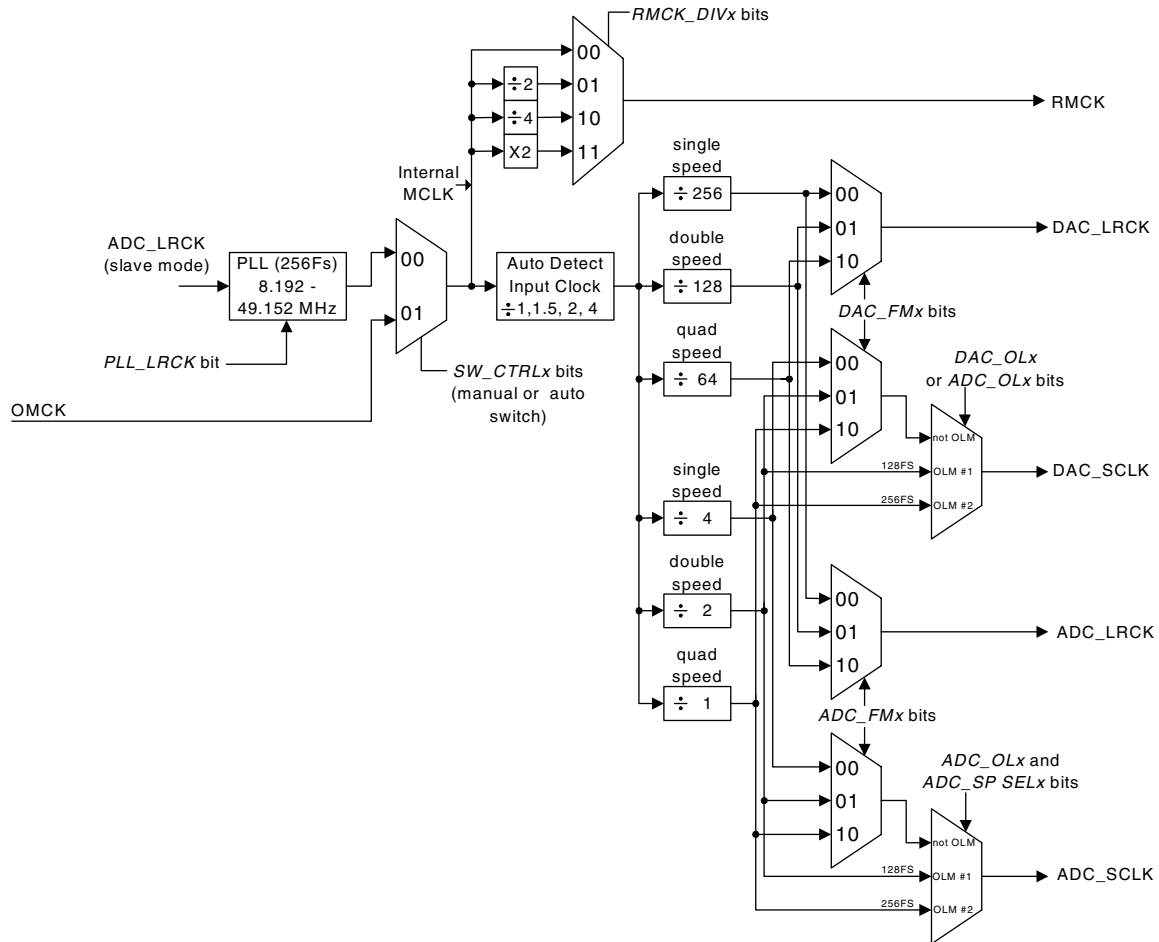 RMCK_DIVx bits
00
÷2
01
RMCK
÷4
10
X2
11
single
speed
÷ 256
Internal
MCLK
00
01
10
DAC_LRCK
ADC_LRCK
(slave mode)
PLL (256Fs)
8.192 -
49.152 MHz
00
01
Auto Detect
Input Clock
÷1,1.5, 2, 4
double
speed
÷ 128
DAC_FMx bits
PLL_LRCK bit
SW_CTRLx bits
(manual or auto
switch)
quad
speed
÷ 64
00
01
10
DAC_OLx
or ADC_OLx bits
OMCK
not OLM
128FS
OLM #1
256FS
OLM #2
DAC_SCLK
single
speed
÷ 4
double
speed
÷ 2
00
01
10
ADC_LRCK
quad
speed
÷ 1
ADC_FMx bits
00
01
10
ADC_OLx and
ADC_SP SELx bits
not OLM
128FS
OLM #1
256FS
OLM #2
ADC_SCLK